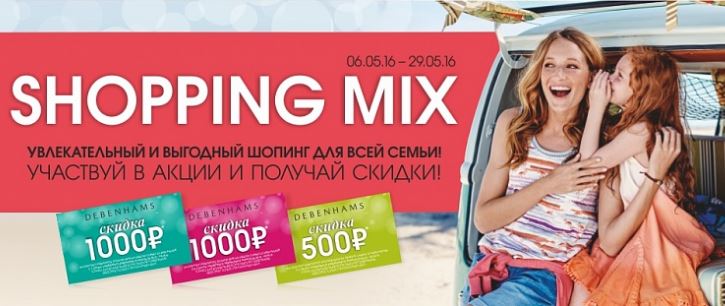 06.05.16 – 29.05.16
SHOPPING MIX
УВЛЕКАТЕЛЬНЫЙ И ВЫГОДНЫЙ ШОПИНГ ДЛЯ ВСЕЙ СЕМЬИ!
УЧАСТВУЙ В АКЦИИ И ПОЛУЧАЙ СКИДКИ!
DEBENHAMS
скидка
1000₽
DEBENHAMS
скидка
1000₽
DEBENHAMS
скидка
500₽